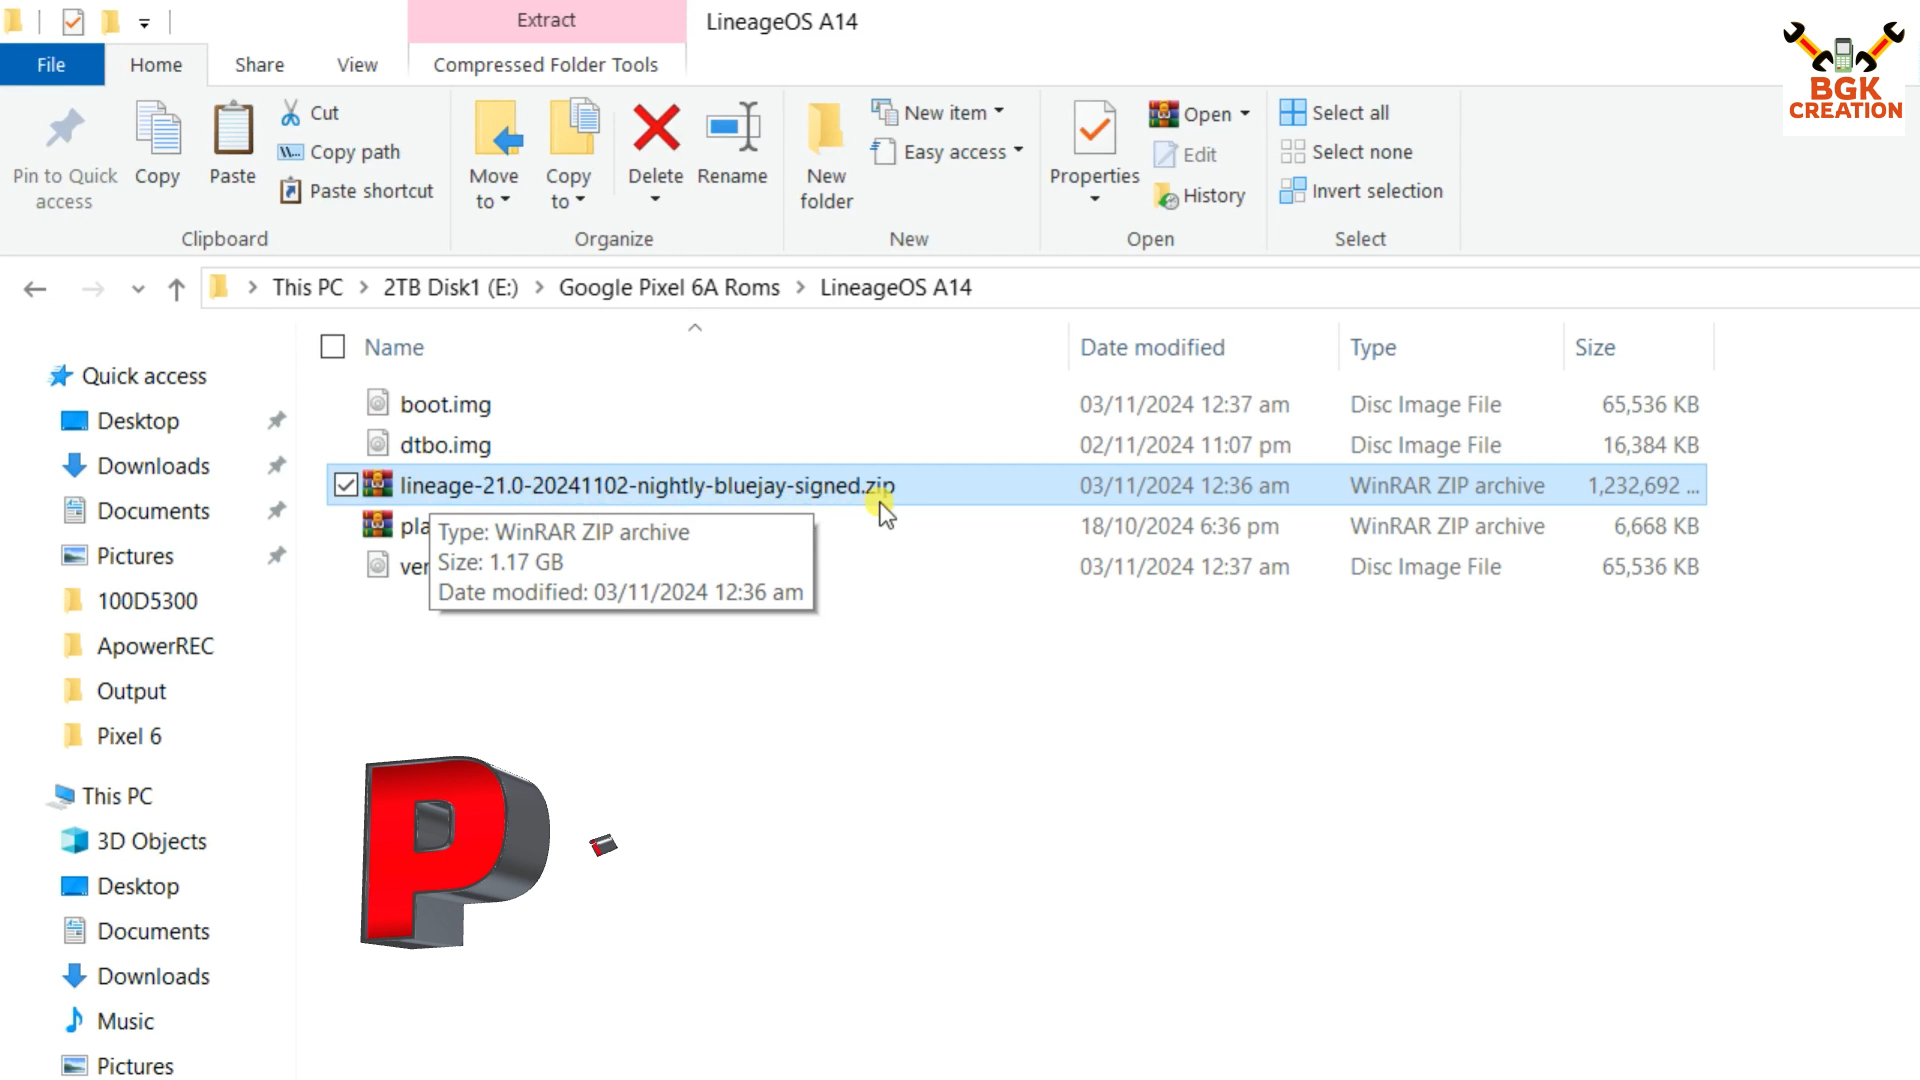 Extract
LineageOS A14
File
Home
Share
View
Compressed Folder Tools
Pin to Quick access
Copy
Paste
Cut
Copy path
Paste shortcut
Clipboard
Move to
Copy to
Delete
Rename
Organize
New folder
New item
Easy access
New
Properties
Open
Edit
History
Open
Select all
Select none
Invert selection
Select
BGK
CREATION
This PC > 2TB Disk1 (E:) > Google Pixel 6A Roms > LineageOS A14
Name Date modified Type Size
boot.img 03/11/2024 12:37 am Disc Image File 65,536 KB
dtbo.img 02/11/2024 11:07 pm Disc Image File 16,384 KB
lineage-21.0-20241102-nightly-bluejay-signed.zip 03/11/2024 12:36 am WinRAR ZIP archive 1,232,692 ...
pla 18/10/2024 6:36 pm WinRAR ZIP archive 6,668 KB
ver 03/11/2024 12:37 am Disc Image File 65,536 KB
Type: WinRAR ZIP archive
Size: 1.17 GB
Date modified: 03/11/2024 12:36 am
Quick access
Desktop
Downloads
Documents
Pictures
100D5300
ApowerREC
Output
Pixel 6
This PC
3D Objects
Desktop
Documents
Downloads
Music
Pictures
P